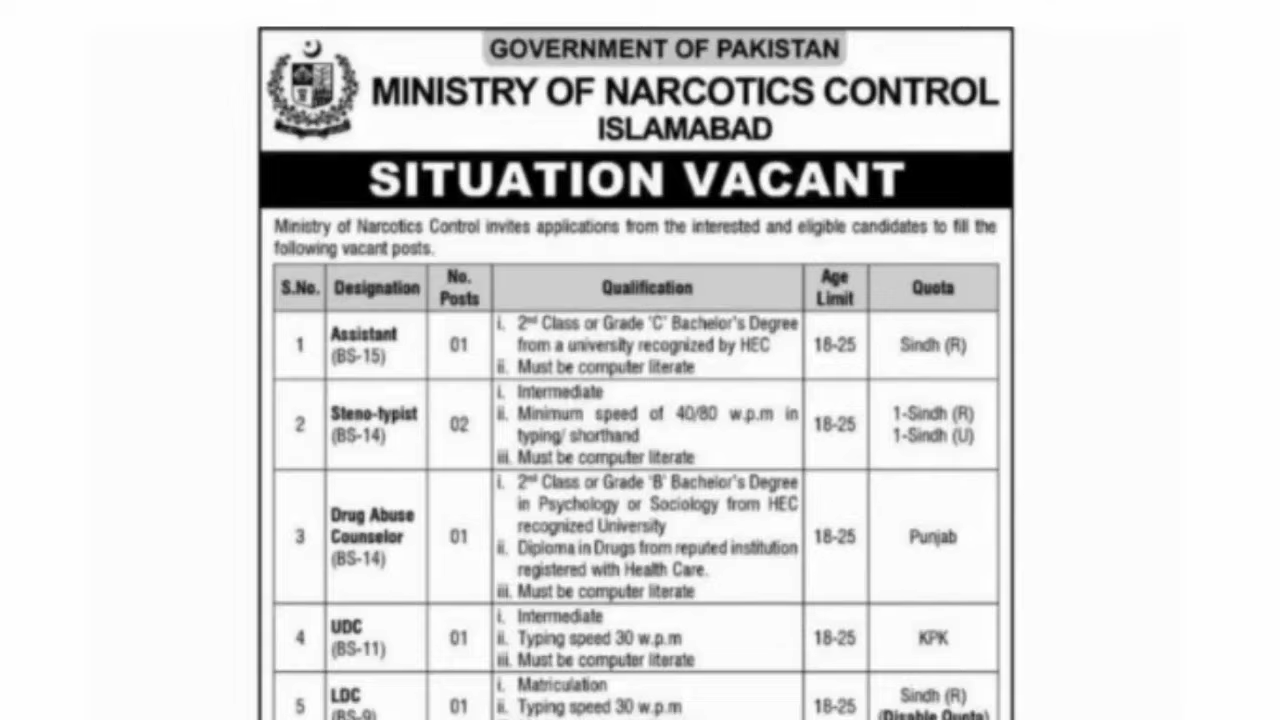 GOVERNMENT OF PAKISTAN
MINISTRY OF NARCOTICS CONTROL
ISLAMABAD
SITUATION VACANT
Ministry of Narcotics Control invites applications from the interested and eligible candidates to fill the
following vacant posts.
S.No. Designation No. Posts Qualification Age Limit Quota
1 Assistant (BS-15) 01 i. 2nd Class or Grade 'C' Bachelor's Degree 18-25 Sindh (R)
from a university recognized by HEC
ii. Must be computer literate
2 Steno-typist (BS-14) 02 i. Intermediate 18-25 1-Sindh (R)
ii. Minimum speed of 40/80 w.p.m in 1-Sindh (U)
typing/ shorthand
iii. Must be computer literate
3 Drug Abuse Counselor (BS-14) 01 i. 2nd Class or Grade 'B' Bachelor's Degree 18-25 Punjab
in Psychology or Sociology from HEC
recognized University
ii. Diploma in Drugs from reputed institution
registered with Health Care.
iii. Must be computer literate
4 UDC (BS-11) 01 i. Intermediate 18-25 KPK
ii. Typing speed 30 w.p.m
iii. Must be computer literate
5 LDC (BS-9) 01 i. Matriculation 18-25 Sindh (R)
ii. Typing speed 30 w.p.m (Disable Quota)